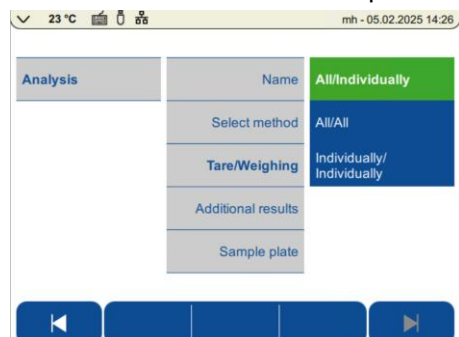 23 °C
mh - 05.02.2025 14:26
Analysis
Name
All/Individually
Select method
All/All
Tare/Weighing
Individually/
Individually
Additional results
Sample plate